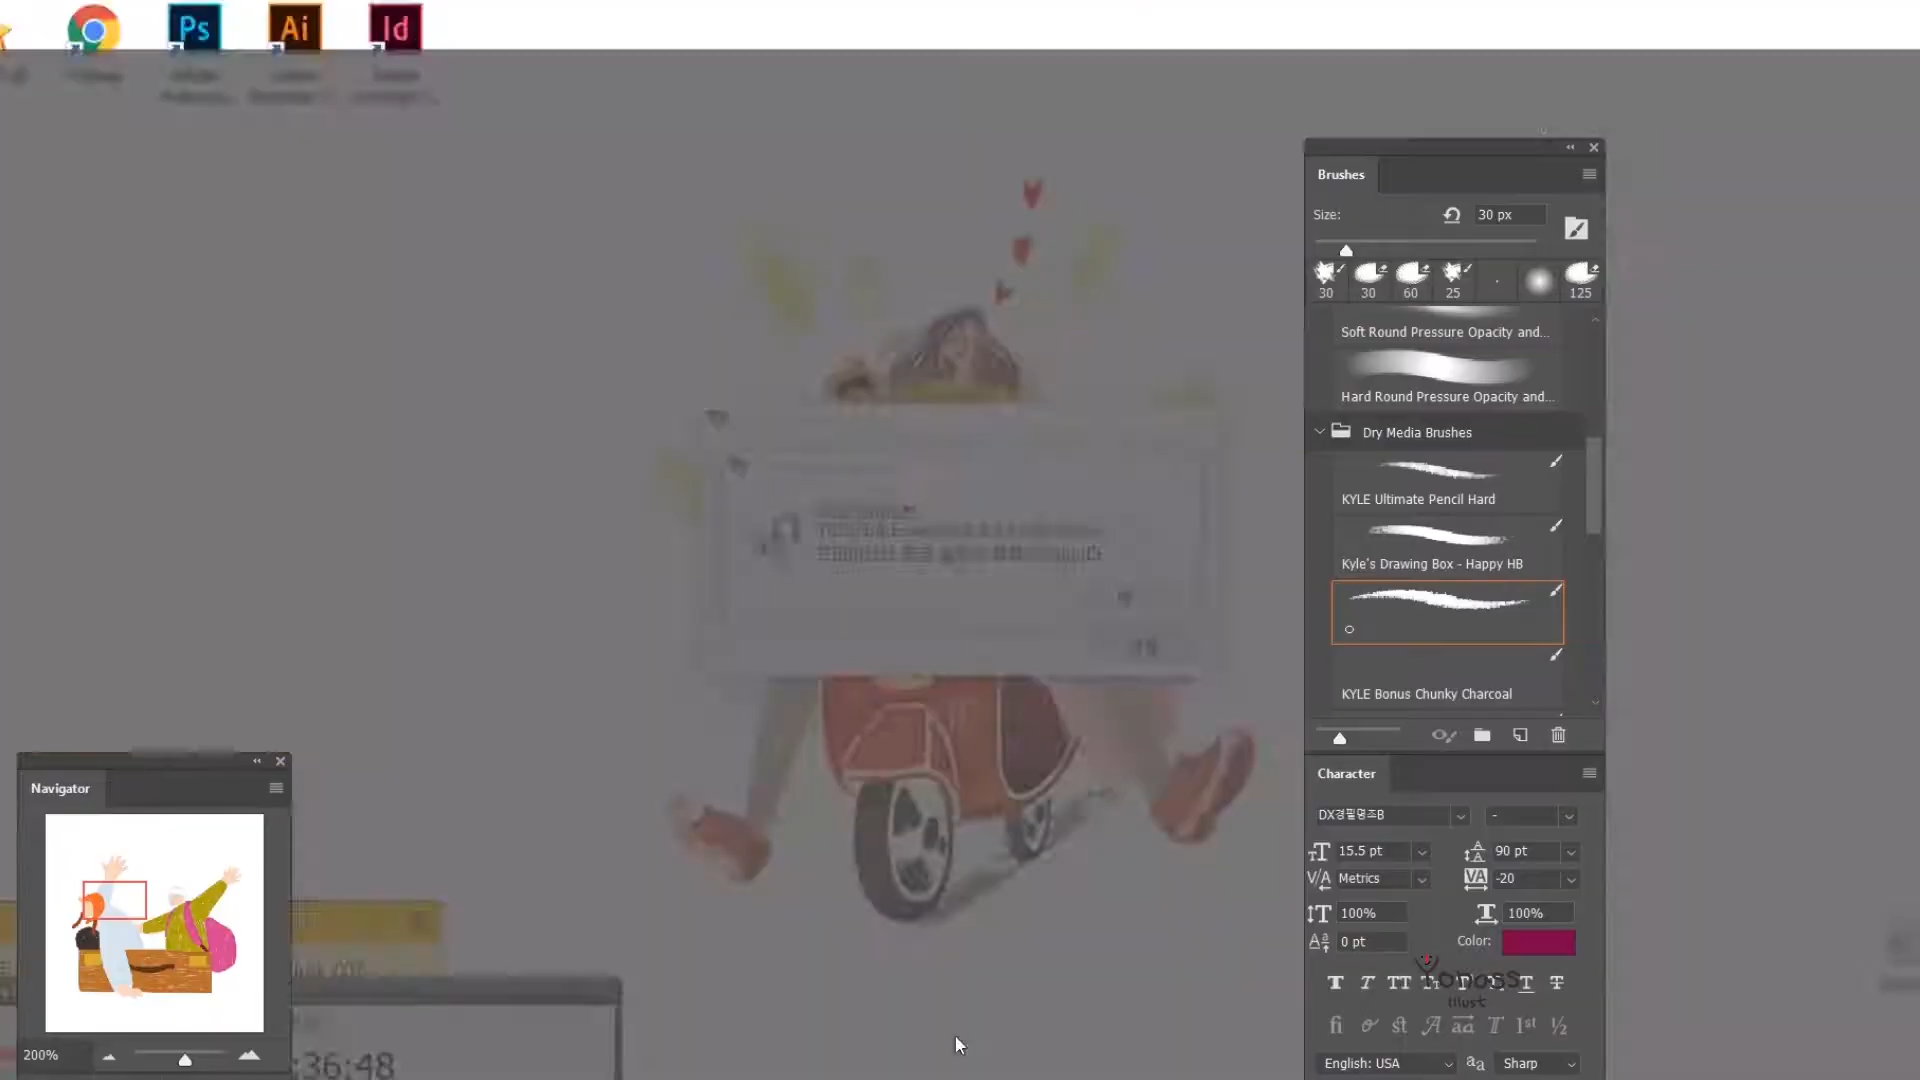 Ps
Ai
Id
Brushes
Size:
30 px
30
30
60
25
125
Soft Round Pressure Opacity and...
Hard Round Pressure Opacity and...
Dry Media Brushes
KYLE Ultimate Pencil Hard
Kyle's Drawing Box - Happy HB
KYLE Bonus Chunky Charcoal
Navigator
200%
:36:48
Character
DX경필명조B
-
15.5 pt
90 pt
Metrics
-20
100%
100%
0 pt
Color:
Yonoss
illust
English: USA
Sharp